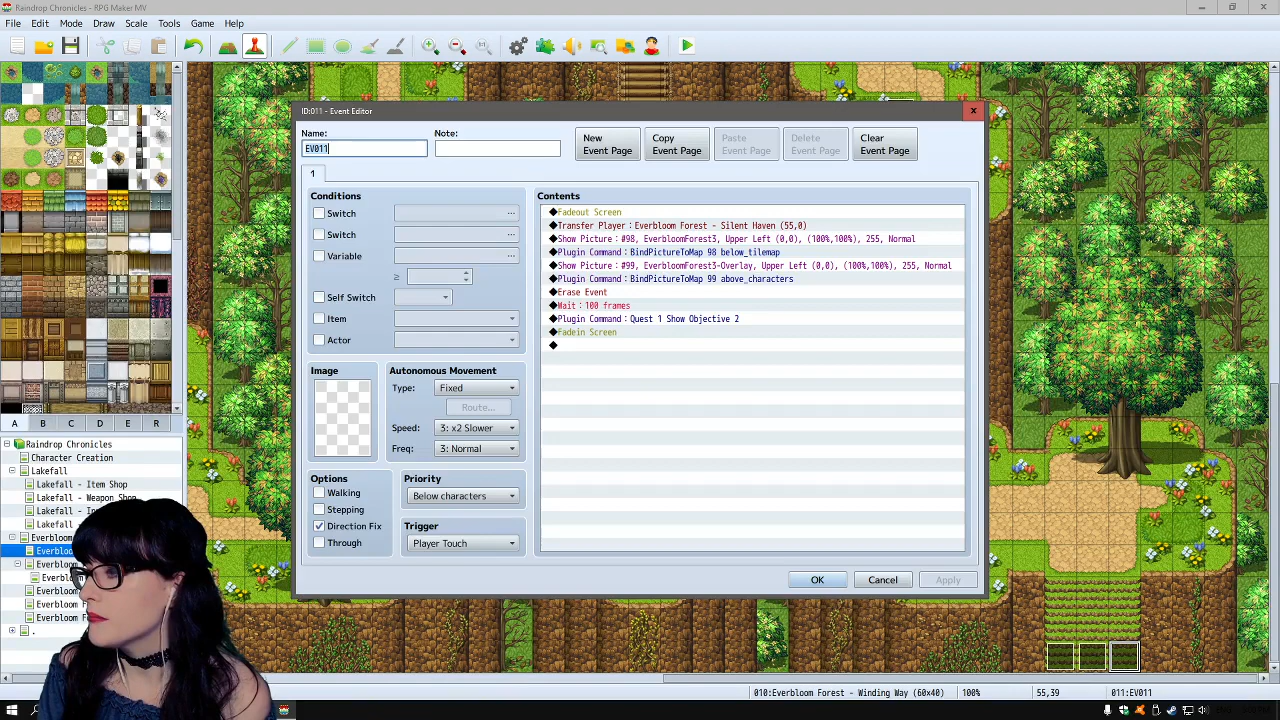 Raindrop Chronicles - RPG Maker MV
File Edit Mode Draw Scale Tools Game Help
ID:011 - Event Editor
Name: Note:
EV011
New Event Page
Copy Event Page
Paste Event Page
Delete Event Page
Clear Event Page
1
Conditions
Switch ...
Switch ...
Variable ...
≥
Self Switch
Item
Actor
Image
Autonomous Movement
Type: Fixed
Route...
Speed: 3: x2 Slower
Freq: 3: Normal
Options
Walking
Stepping
Direction Fix
Through
Priority
Below characters
Trigger
Player Touch
Contents
◆Fadeout Screen
◆Transfer Player：Everbloom Forest - Silent Haven (55,0)
◆Show Picture：#98, EverbloomForest3, Upper Left (0,0), (100%,100%), 255, Normal
◆Plugin Command：BindPictureToMap 98 below_tilemap
◆Show Picture：#99, EverbloomForest3-Overlay, Upper Left (0,0), (100%,100%), 255, Normal
◆Plugin Command：BindPictureToMap 99 above_characters
◆Erase Event
◆Wait：100 frames
◆Plugin Command：Quest 1 Show Objective 2
◆Fadein Screen
◆
OK Cancel Apply
A B C D E R
Raindrop Chronicles
Character Creation
Lakefall
Lakefall - Item Shop
Lakefall - Weapon Shop
Lakefall -
Lakefall -
Everbloom
.
010:Everbloom Forest - Winding Way (60x40) 100% 55,39 011:EV011